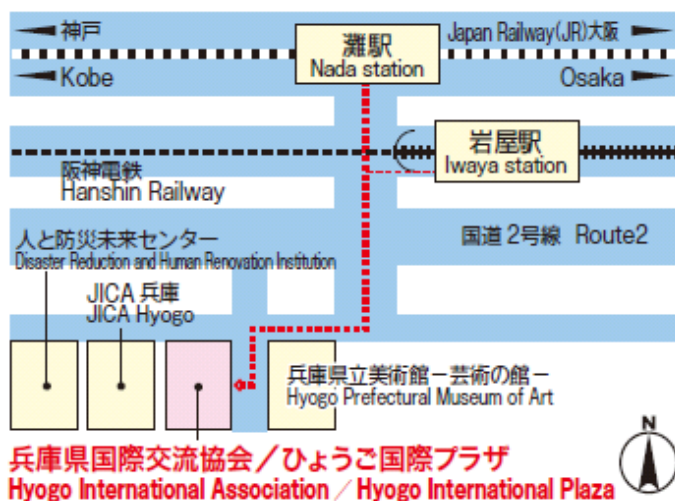 神戸
Kobe
灘駅
Nada station
Japan Railway(JR)大阪
Osaka
岩屋駅
Iwaya station
阪神電鉄
Hanshin Railway
国道2号線 Route2
人と防災未来センター
Disaster Reduction and Human Renovation Institution
JICA 兵庫
JICA Hyogo
兵庫県立美術館－芸術の館－
Hyogo Prefectural Museum of Art
N
兵庫県国際交流協会／ひょうご国際プラザ
Hyogo International Association ／ Hyogo International Plaza